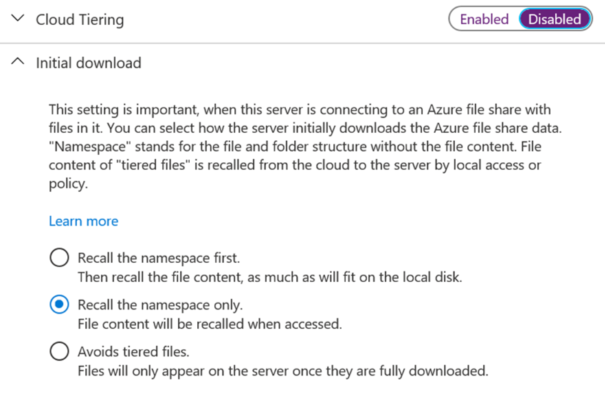 Cloud Tiering
Enabled Disabled
Initial download
This setting is important, when this server is connecting to an Azure file share with
files in it. You can select how the server initially downloads the Azure file share data.
"Namespace" stands for the file and folder structure without the file content. File
content of "tiered files" is recalled from the cloud to the server by local access or
policy.
Learn more
Recall the namespace first.
Then recall the file content, as much as will fit on the local disk.
Recall the namespace only.
File content will be recalled when accessed.
Avoids tiered files.
Files will only appear on the server once they are fully downloaded.